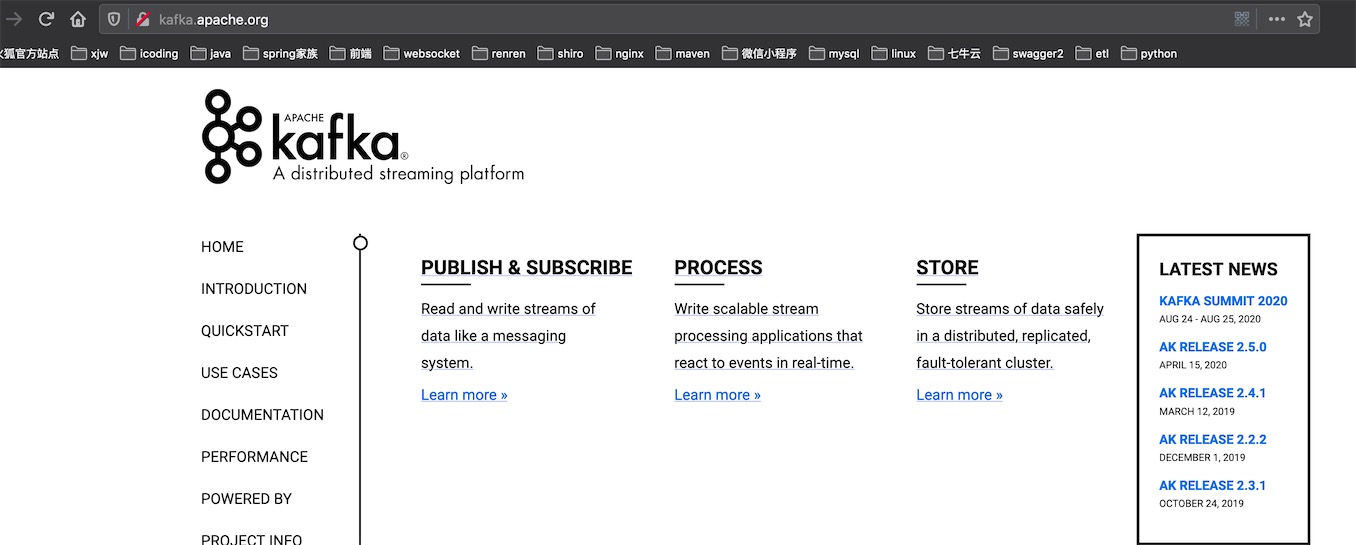 kafka.apache.org
火狐官方站点 xjw icoding java spring家族 前端 websocket renren shiro nginx maven 微信小程序 mysql linux 七牛云 swagger2 etl python
APACHE
kafka®
A distributed streaming platform
HOME
INTRODUCTION
QUICKSTART
USE CASES
DOCUMENTATION
PERFORMANCE
POWERED BY
PROJECT INFO
PUBLISH & SUBSCRIBE
Read and write streams of
data like a messaging
system.
Learn more »
PROCESS
Write scalable stream
processing applications that
react to events in real-time.
Learn more »
STORE
Store streams of data safely
in a distributed, replicated,
fault-tolerant cluster.
Learn more »
LATEST NEWS
KAFKA SUMMIT 2020
AUG 24 - AUG 25, 2020
AK RELEASE 2.5.0
APRIL 15, 2020
AK RELEASE 2.4.1
MARCH 12, 2019
AK RELEASE 2.2.2
DECEMBER 1, 2019
AK RELEASE 2.3.1
OCTOBER 24, 2019